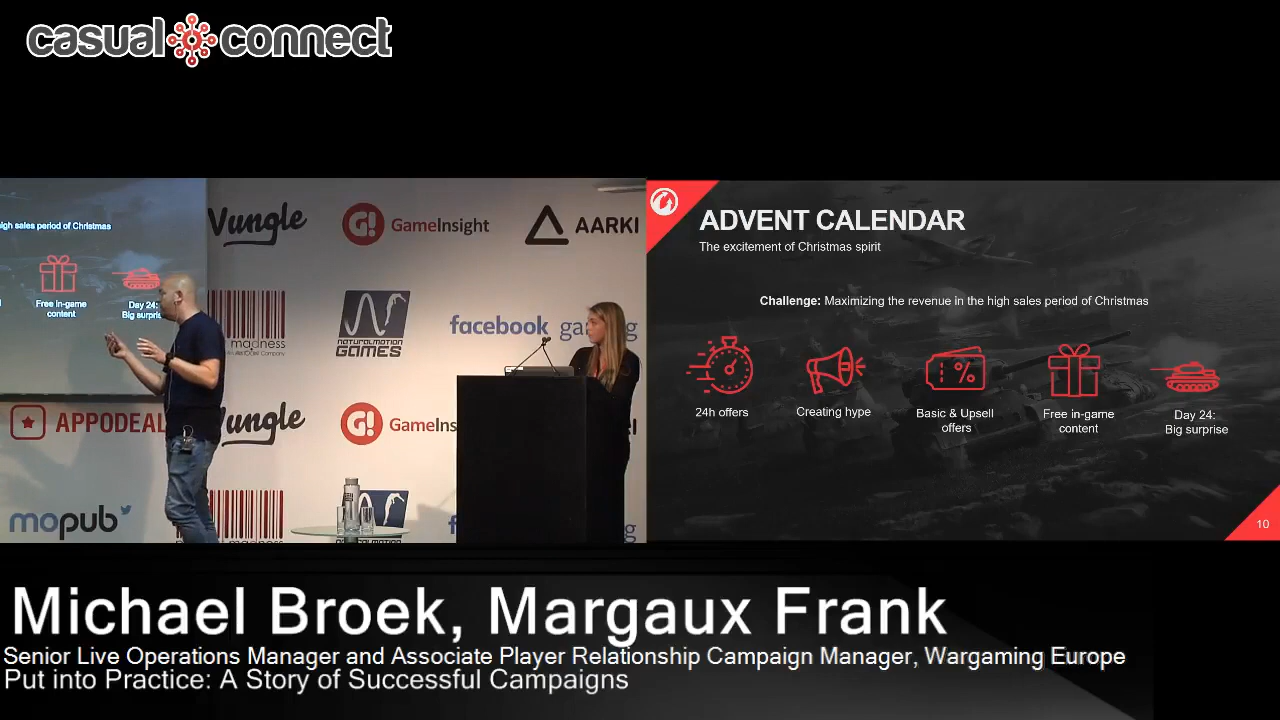 casual connect
high sales period of Christmas
Free in-game
content
Day 24:
Big surprise
Vungle
GameInsight
AARKI
madness
NATURALMOTION
GAMES
facebook gaming
APPODEAL
Vungle
GameIns
mopub
ADVENT CALENDAR
The excitement of Christmas spirit
Challenge: Maximizing the revenue in the high sales period of Christmas
24h offers
Creating hype
Basic & Upsell
offers
Free in-game
content
Day 24:
Big surprise
10
Michael Broek, Margaux Frank
Senior Live Operations Manager and Associate Player Relationship Campaign Manager, Wargaming Europe
Put into Practice: A Story of Successful Campaigns